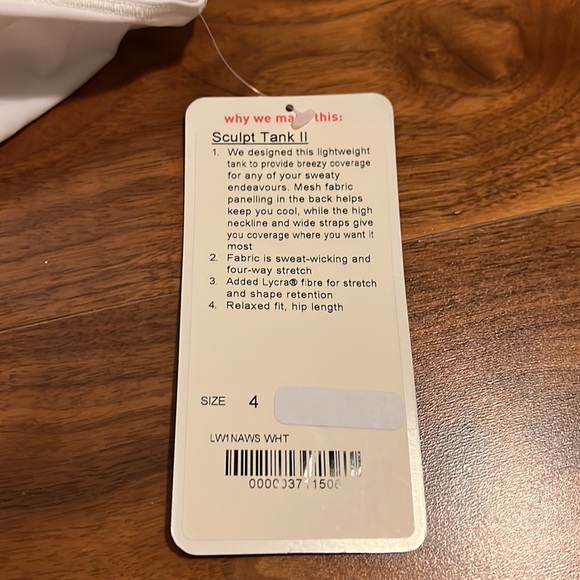 why we ma this:
Sculpt Tank II
1. We designed this lightweight
tank to provide breezy coverage
for any of your sweaty
endeavours. Mesh fabric
panelling in the back helps
keep you cool, while the high
neckline and wide straps give
you coverage where you want it
most
2. Fabric is sweat-wicking and
four-way stretch
3. Added Lycra® fibre for stretch
and shape retention
4. Relaxed fit, hip length
SIZE 4
LW1NAWS WHT